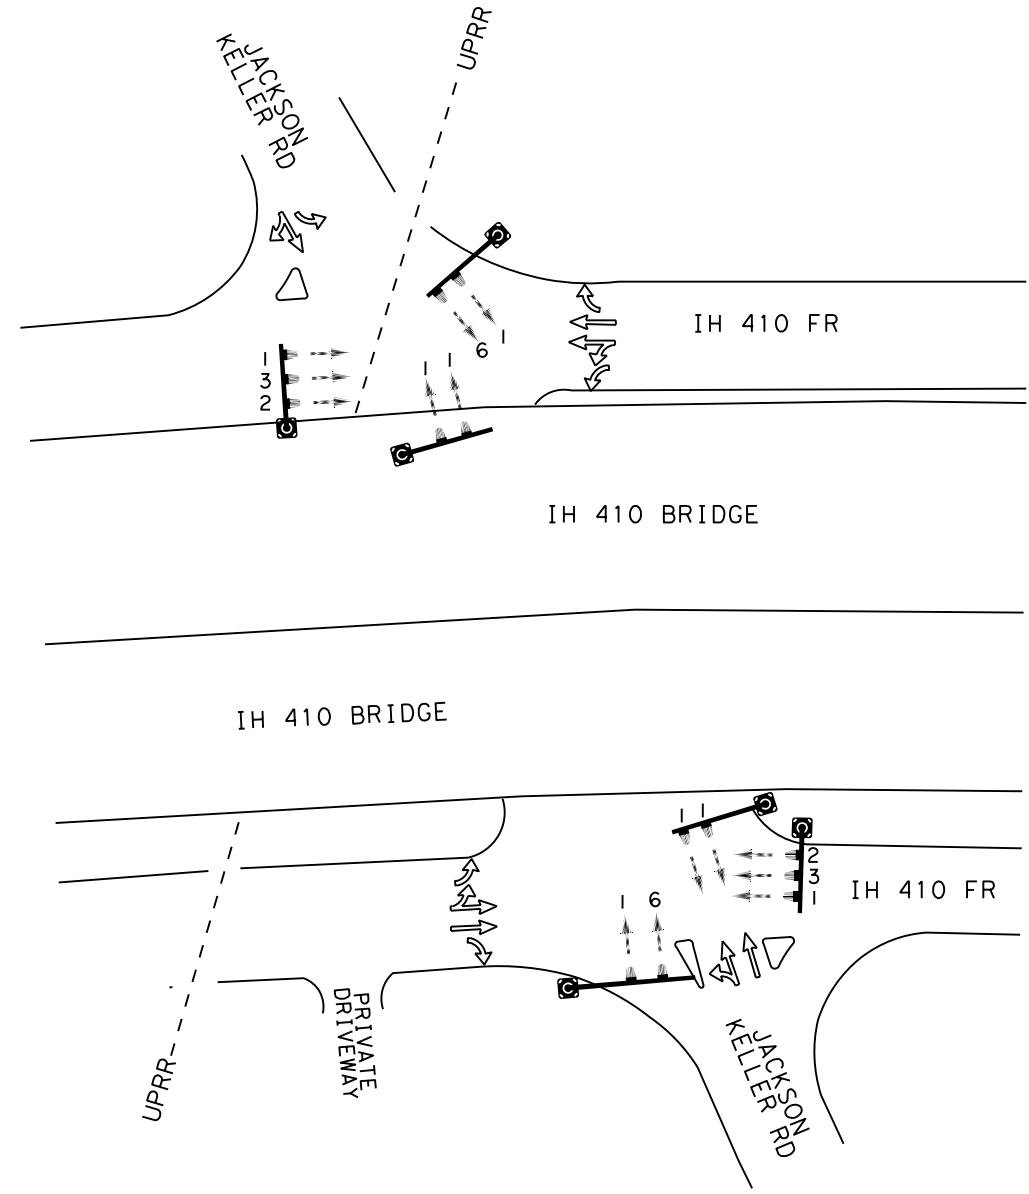 UPRR
JACKSON
KELLER RD
IH 410 FR
6
1
1
3
2
1
1
IH 410 BRIDGE
IH 410 BRIDGE
1 1
2
3
1
IH 410 FR
1 6
PRIVATE
DRIVEWAY
JACKSON
KELLER RD
UPRR